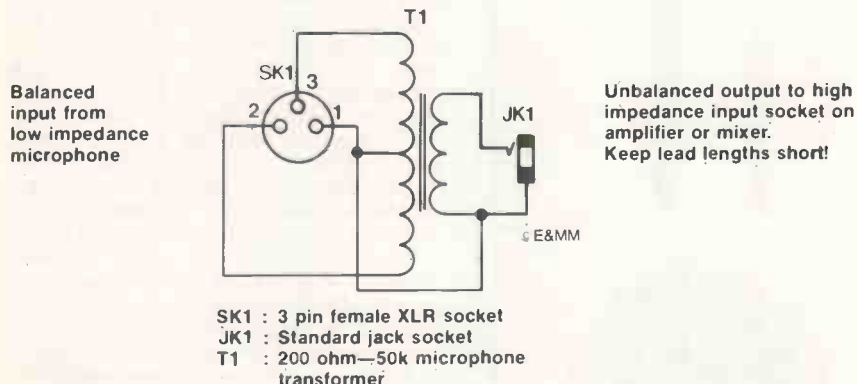 T1
SK1
3
2
1
JK1
Balanced
input from
low impedance
microphone
Unbalanced output to high
impedance input socket on
amplifier or mixer.
Keep lead lengths short!
E&MM
SK1 : 3 pin female XLR socket
JK1 : Standard jack socket
T1 : 200 ohm—50k microphone
transformer